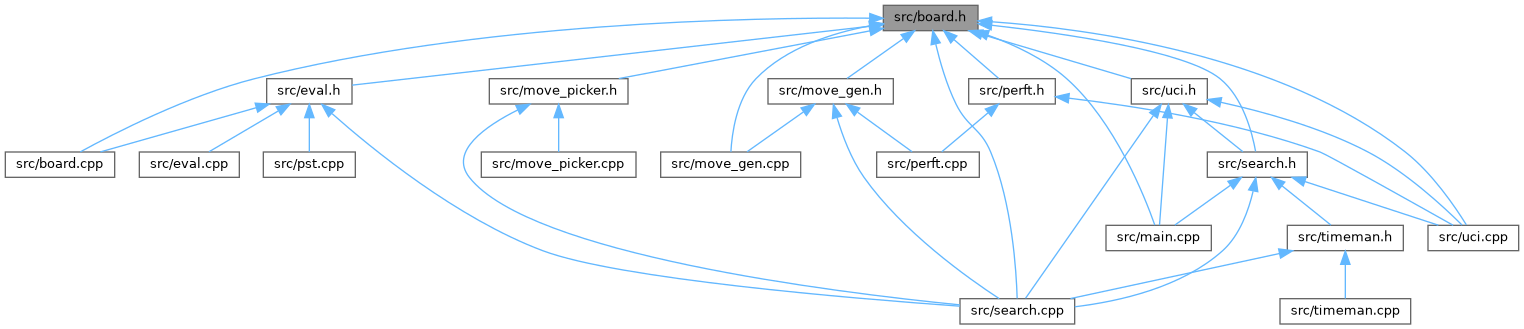 src/board.h
src/eval.h
src/move_picker.h
src/move_gen.h
src/perft.h
src/uci.h
src/board.cpp
src/eval.cpp
src/pst.cpp
src/move_picker.cpp
src/move_gen.cpp
src/perft.cpp
src/search.h
src/main.cpp
src/timeman.h
src/uci.cpp
src/search.cpp
src/timeman.cpp